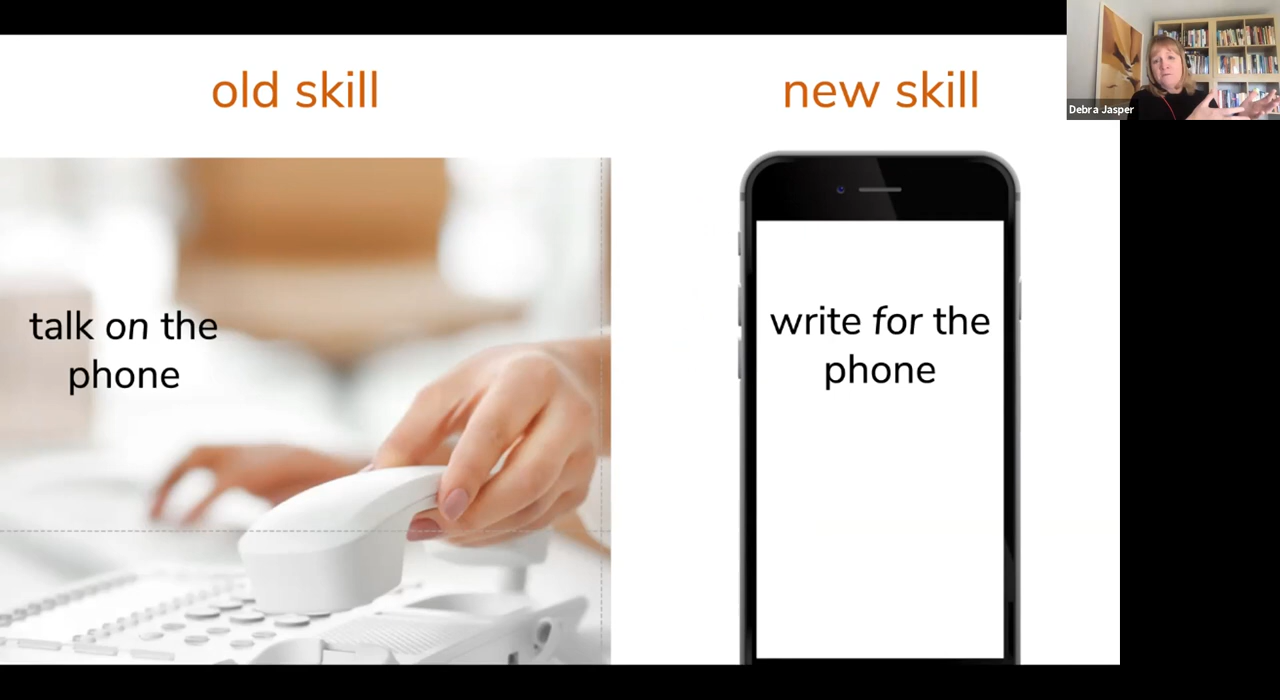 old skill
new skill
Debra Jasper
talk on the
phone
write for the
phone